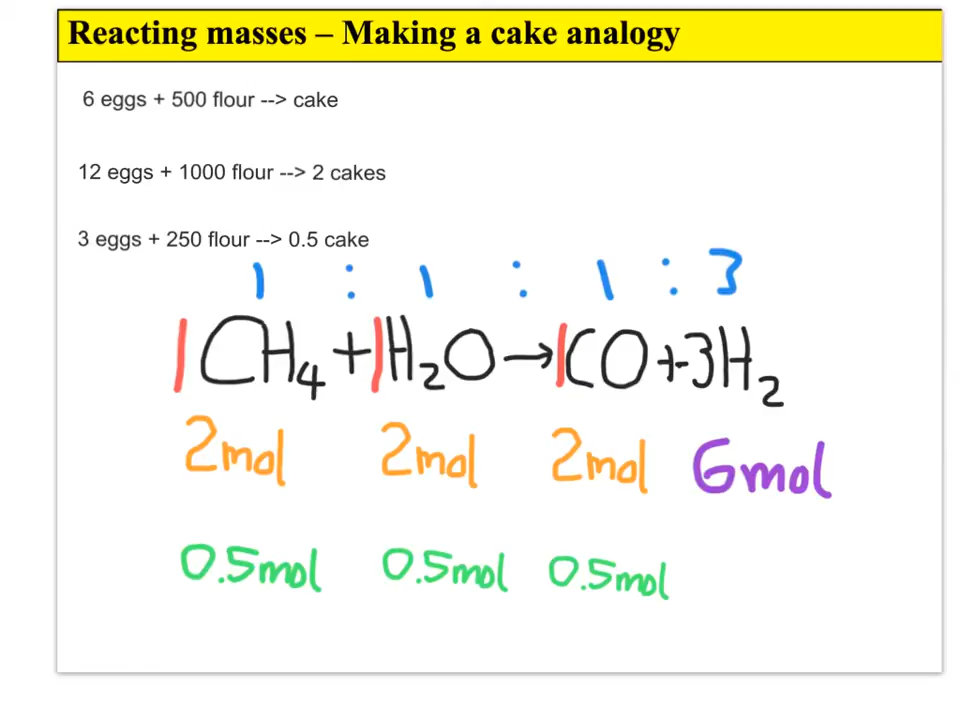 Reacting masses – Making a cake analogy
6 eggs + 500 flour --> cake
12 eggs + 1000 flour --> 2 cakes
3 eggs + 250 flour --> 0.5 cake
1 : 1 : 1 : 3
1CH₄ + 1H₂O → 1CO + 3H₂
2mol 2mol 2mol 6mol
0.5mol 0.5mol 0.5mol